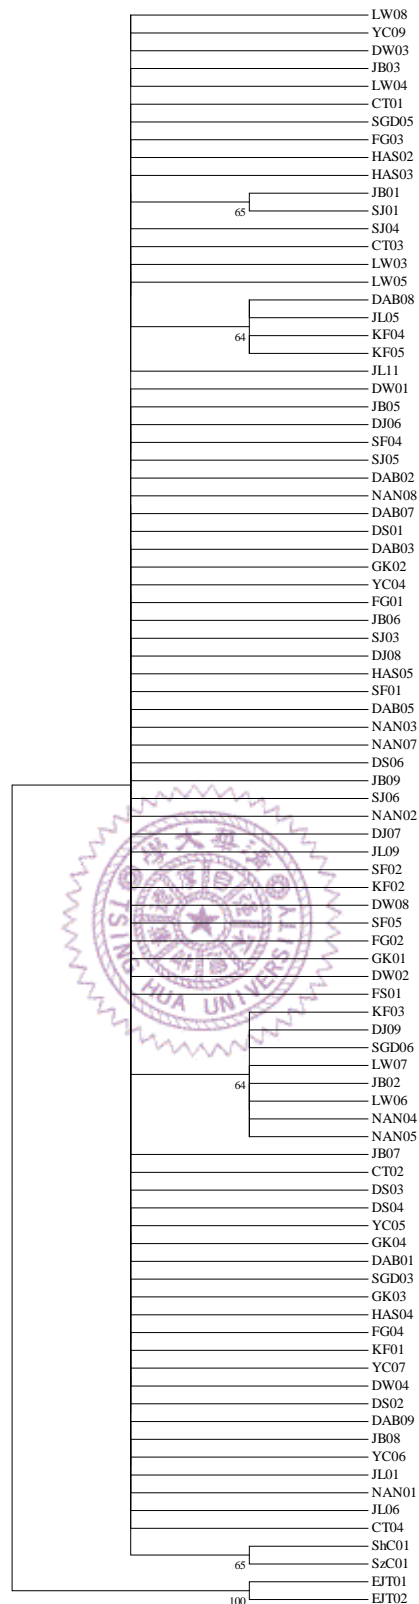 LW08
YC09
DW03
JB03
LW04
CT01
SGD05
FG03
HAS02
HAS03
JB01
65
SJ01
SJ04
CT03
LW03
LW05
DAB08
JL05
64
KF04
KF05
JL11
DW01
JB05
DJ06
SF04
SJ05
DAB02
NAN08
DAB07
DS01
DAB03
GK02
YC04
FG01
JB06
SJ03
DJ08
HAS05
SF01
DAB05
NAN03
NAN07
DS06
JB09
SJ06
NAN02
DJ07
JL09
SF02
KF02
DW08
SF05
FG02
GK01
DW02
FS01
KF03
DJ09
SGD06
LW07
64
JB02
LW06
NAN04
NAN05
JB07
CT02
DS03
DS04
YC05
GK04
DAB01
SGD03
GK03
HAS04
FG04
KF01
YC07
DW04
DS02
DAB09
JB08
YC06
JL01
NAN01
JL06
CT04
ShC01
65
SzC01
EJT01
100
EJT02
TSING HUA UNIVERSITY